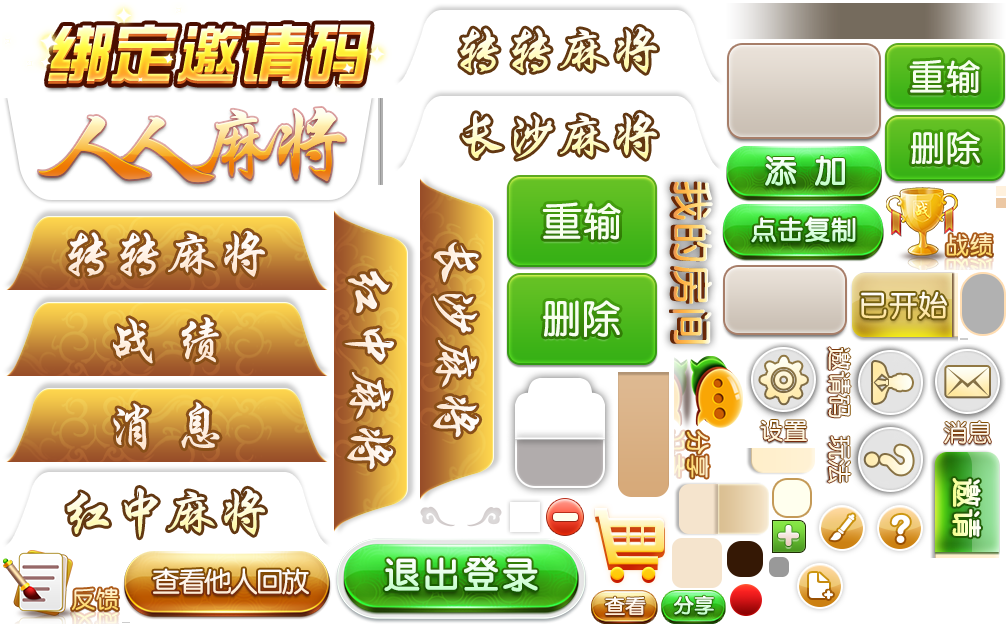 绑定邀请码
人人麻将
转转麻将
长沙麻将
重输
删除
添 加
点击复制
战
战绩
已开始
转转麻将
战 绩
消 息
红中麻将
红中麻将
长沙麻将
重输
删除
我的房间
分享
设置
邀请码
玩法
消息
邀请
反馈
查看他人回放
退出登录
查看
分享